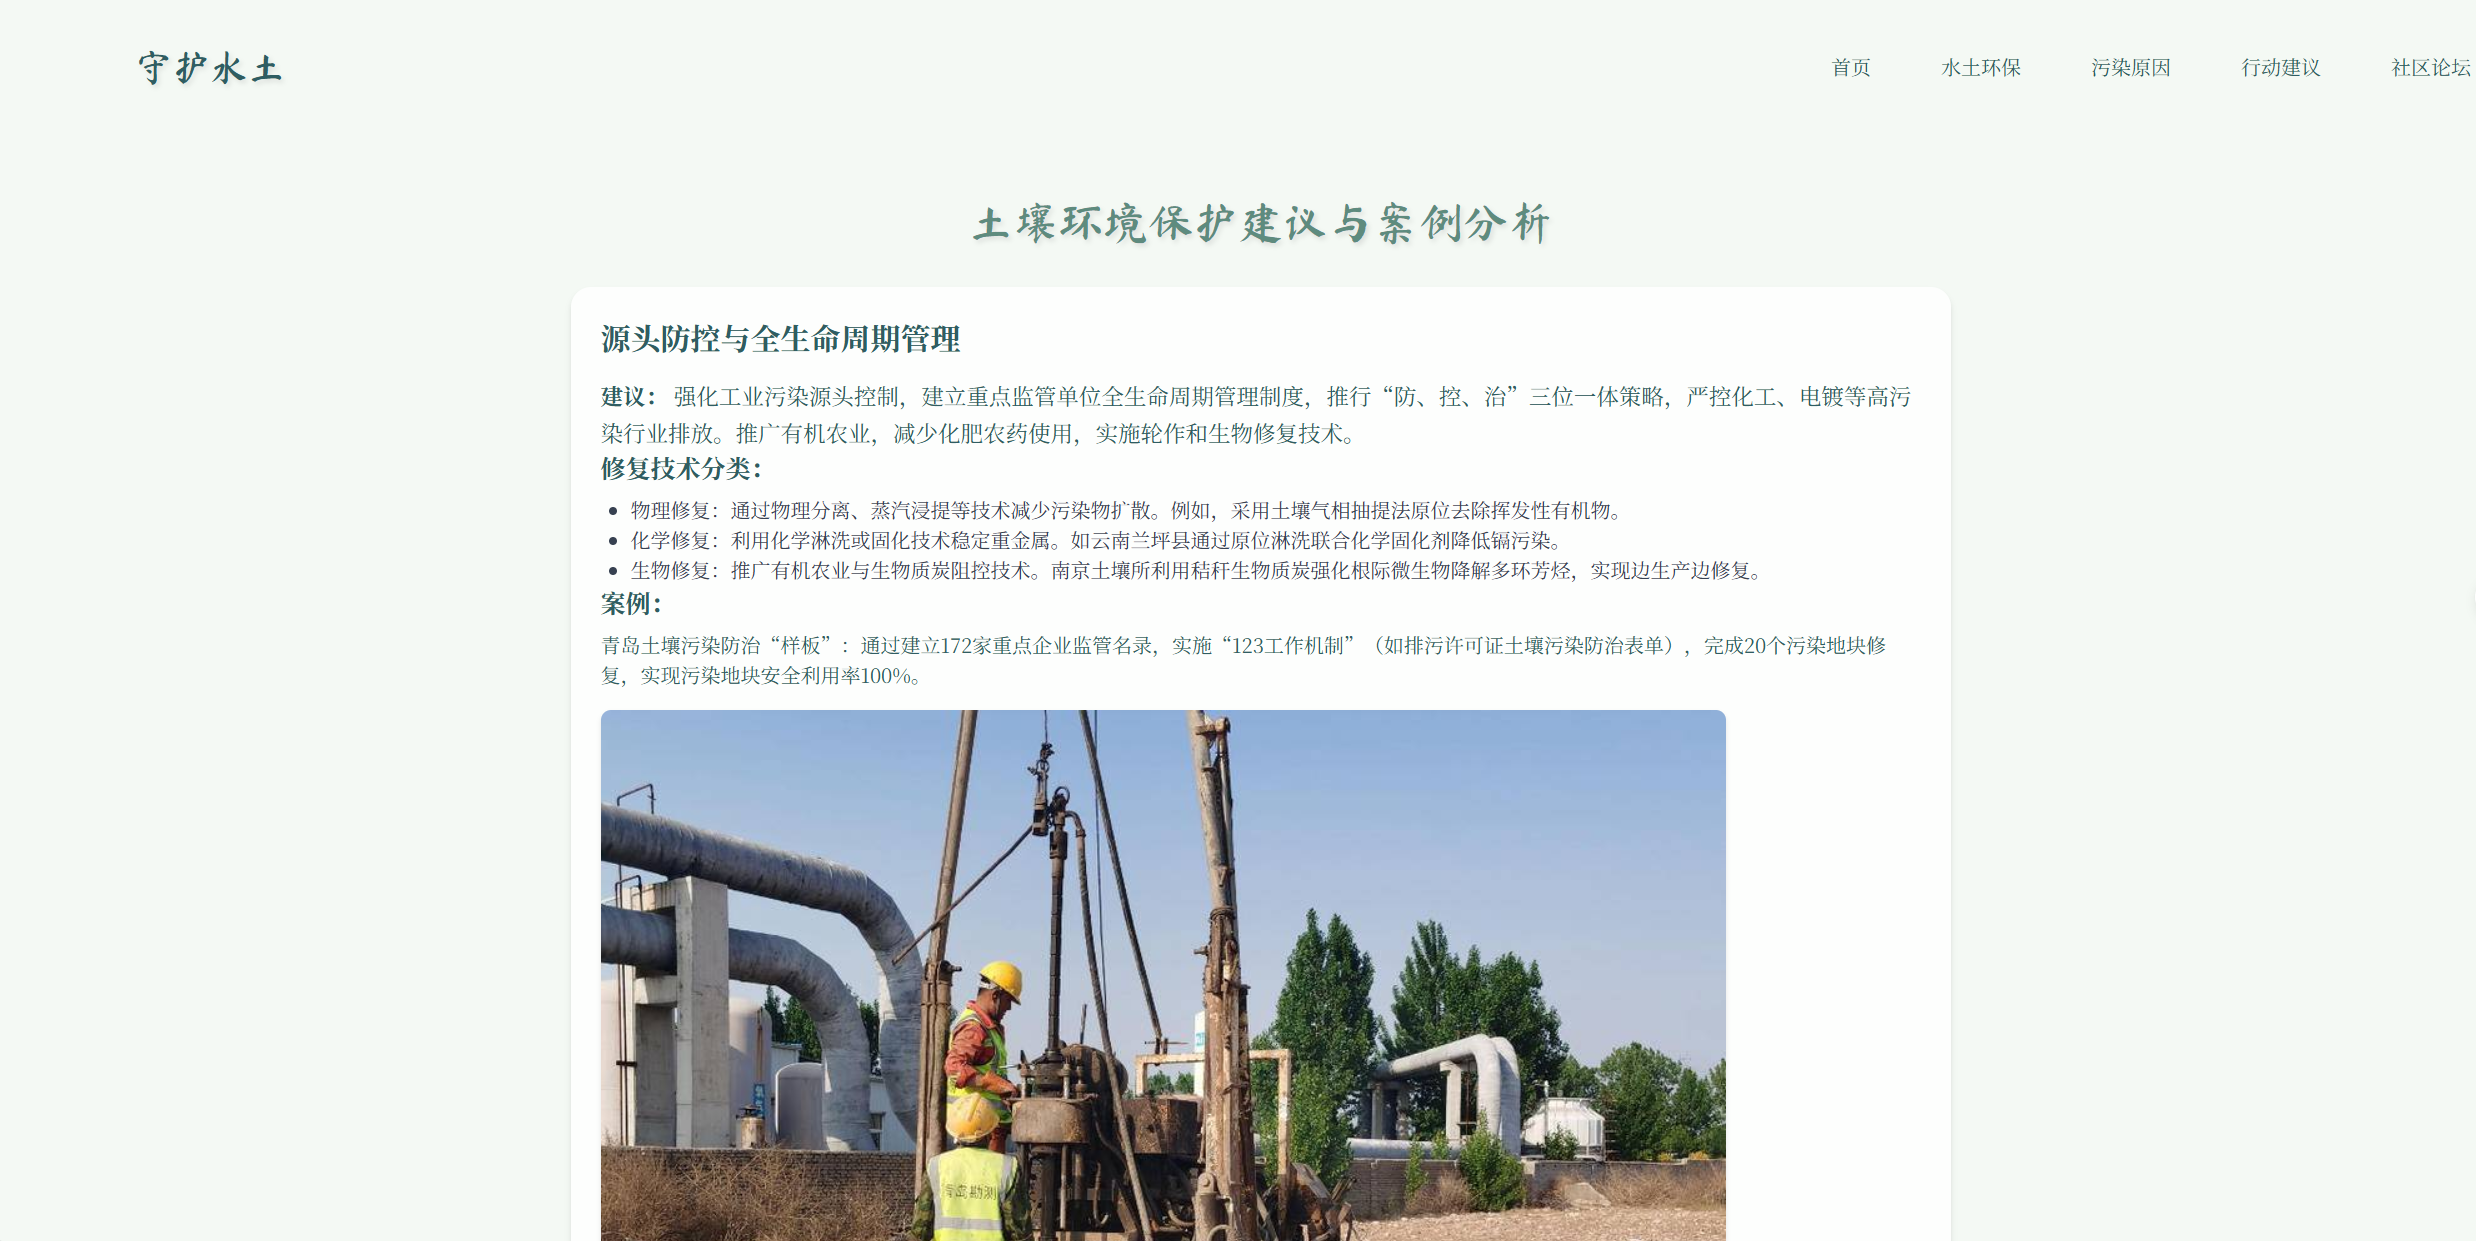 守护水土
首页 水土环保 污染原因 行动建议 社区论坛
土壤环境保护建议与案例分析
源头防控与全生命周期管理
建议： 强化工业污染源头控制，建立重点监管单位全生命周期管理制度，推行“防、控、治”三位一体策略，严控化工、电镀等高污
染行业排放。推广有机农业，减少化肥农药使用，实施轮作和生物修复技术。
修复技术分类：
物理修复：通过物理分离、蒸汽浸提等技术减少污染物扩散。例如，采用土壤气相抽提法原位去除挥发性有机物。
化学修复：利用化学淋洗或固化技术稳定重金属。如云南兰坪县通过原位淋洗联合化学固化剂降低镉污染。
生物修复：推广有机农业与生物质炭阻控技术。南京土壤所利用秸秆生物质炭强化根际微生物降解多环芳烃，实现边生产边修复。
案例：
青岛土壤污染防治“样板”：通过建立172家重点企业监管名录，实施“123工作机制”（如排污许可证土壤污染防治表单），完成20个污染地块修
复，实现污染地块安全利用率100%。
青岛勘测